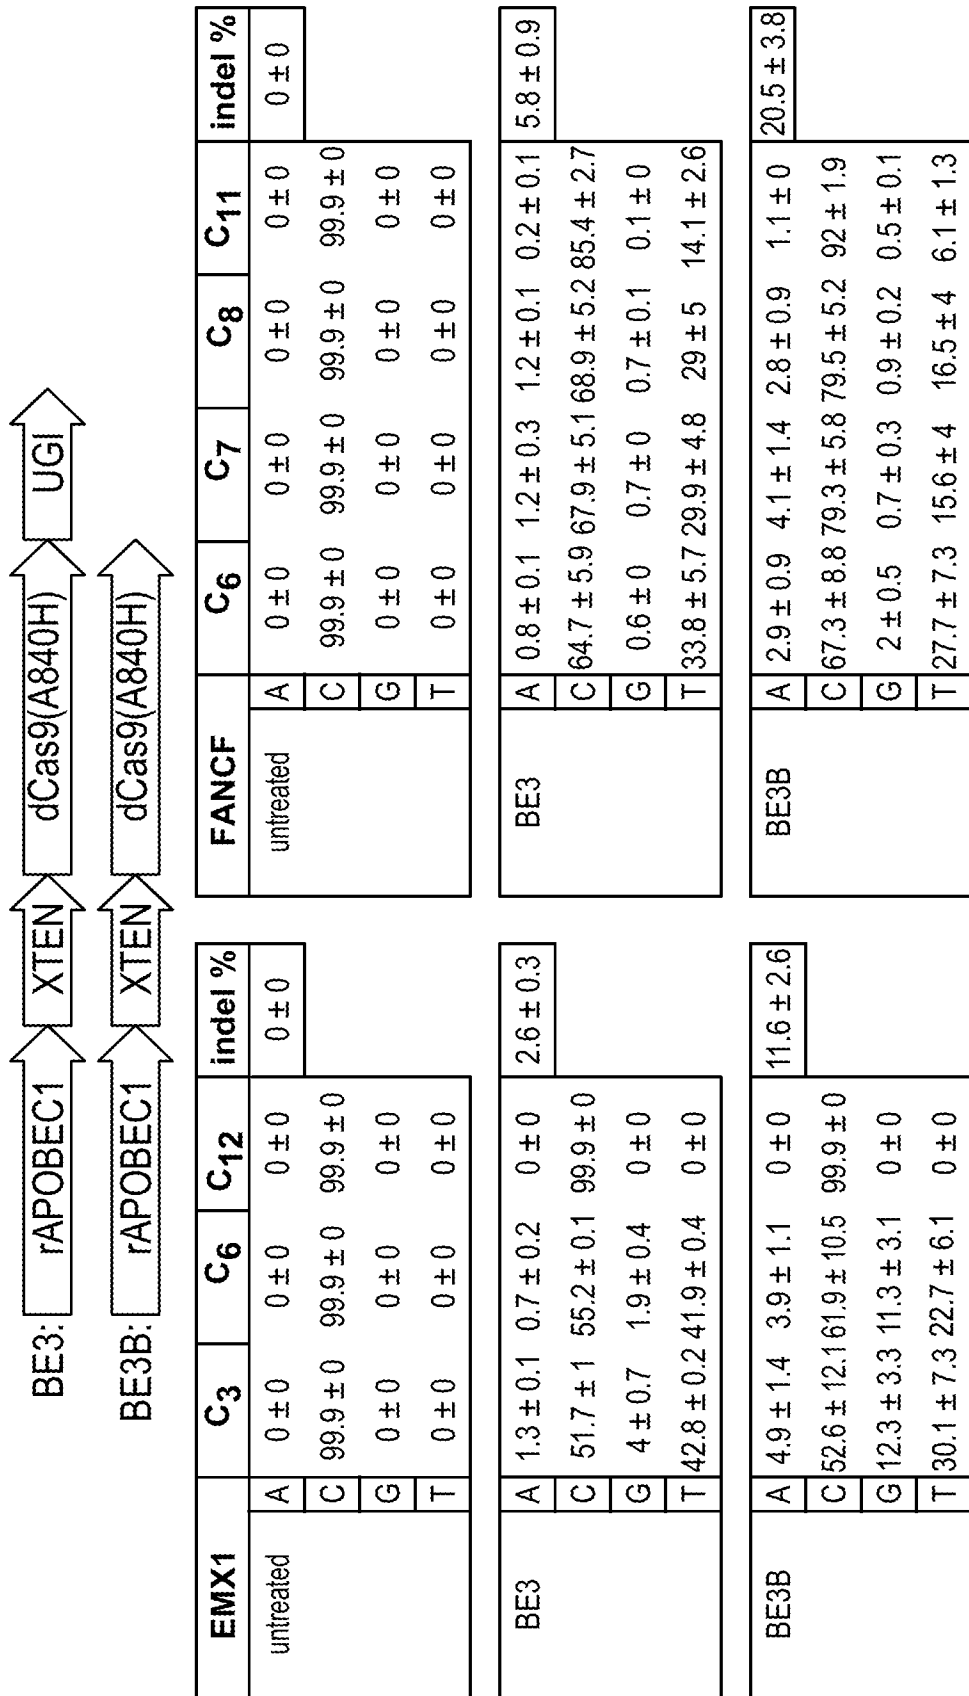 BE3: rAPOBEC1 XTEN dCas9(A840H) UGI
BE3B: rAPOBEC1 XTEN dCas9(A840H)
EMX1 C3 C6 C12 indel %
untreated A 0 ± 0 0 ± 0 0 ± 0 0 ± 0
C 99.9 ± 0 99.9 ± 0 99.9 ± 0
G 0 ± 0 0 ± 0 0 ± 0
T 0 ± 0 0 ± 0 0 ± 0
BE3 A 1.3 ± 0.1 0.7 ± 0.2 0 ± 0 2.6 ± 0.3
C 51.7 ± 1 55.2 ± 0.1 99.9 ± 0
G 4 ± 0.7 1.9 ± 0.4 0 ± 0
T 42.8 ± 0.2 41.9 ± 0.4 0 ± 0
BE3B A 4.9 ± 1.4 3.9 ± 1.1 0 ± 0 11.6 ± 2.6
C 52.6 ± 12.1 61.9 ± 10.5 99.9 ± 0
G 12.3 ± 3.3 11.3 ± 3.1 0 ± 0
T 30.1 ± 7.3 22.7 ± 6.1 0 ± 0
FANCF C6 C7 C8 C11 indel %
untreated A 0 ± 0 0 ± 0 0 ± 0 0 ± 0 0 ± 0
C 99.9 ± 0 99.9 ± 0 99.9 ± 0 99.9 ± 0
G 0 ± 0 0 ± 0 0 ± 0 0 ± 0
T 0 ± 0 0 ± 0 0 ± 0 0 ± 0
BE3 A 0.8 ± 0.1 1.2 ± 0.3 1.2 ± 0.1 0.2 ± 0.1 5.8 ± 0.9
C 64.7 ± 5.9 67.9 ± 5.1 68.9 ± 5.2 85.4 ± 2.7
G 0.6 ± 0 0.7 ± 0 0.7 ± 0.1 0.1 ± 0
T 33.8 ± 5.7 29.9 ± 4.8 29 ± 5 14.1 ± 2.6
BE3B A 2.9 ± 0.9 4.1 ± 1.4 2.8 ± 0.9 1.1 ± 0 20.5 ± 3.8
C 67.3 ± 8.8 79.3 ± 5.8 79.5 ± 5.2 92 ± 1.9
G 2 ± 0.5 0.7 ± 0.3 0.9 ± 0.2 0.5 ± 0.1
T 27.7 ± 7.3 15.6 ± 4 16.5 ± 4 6.1 ± 1.3